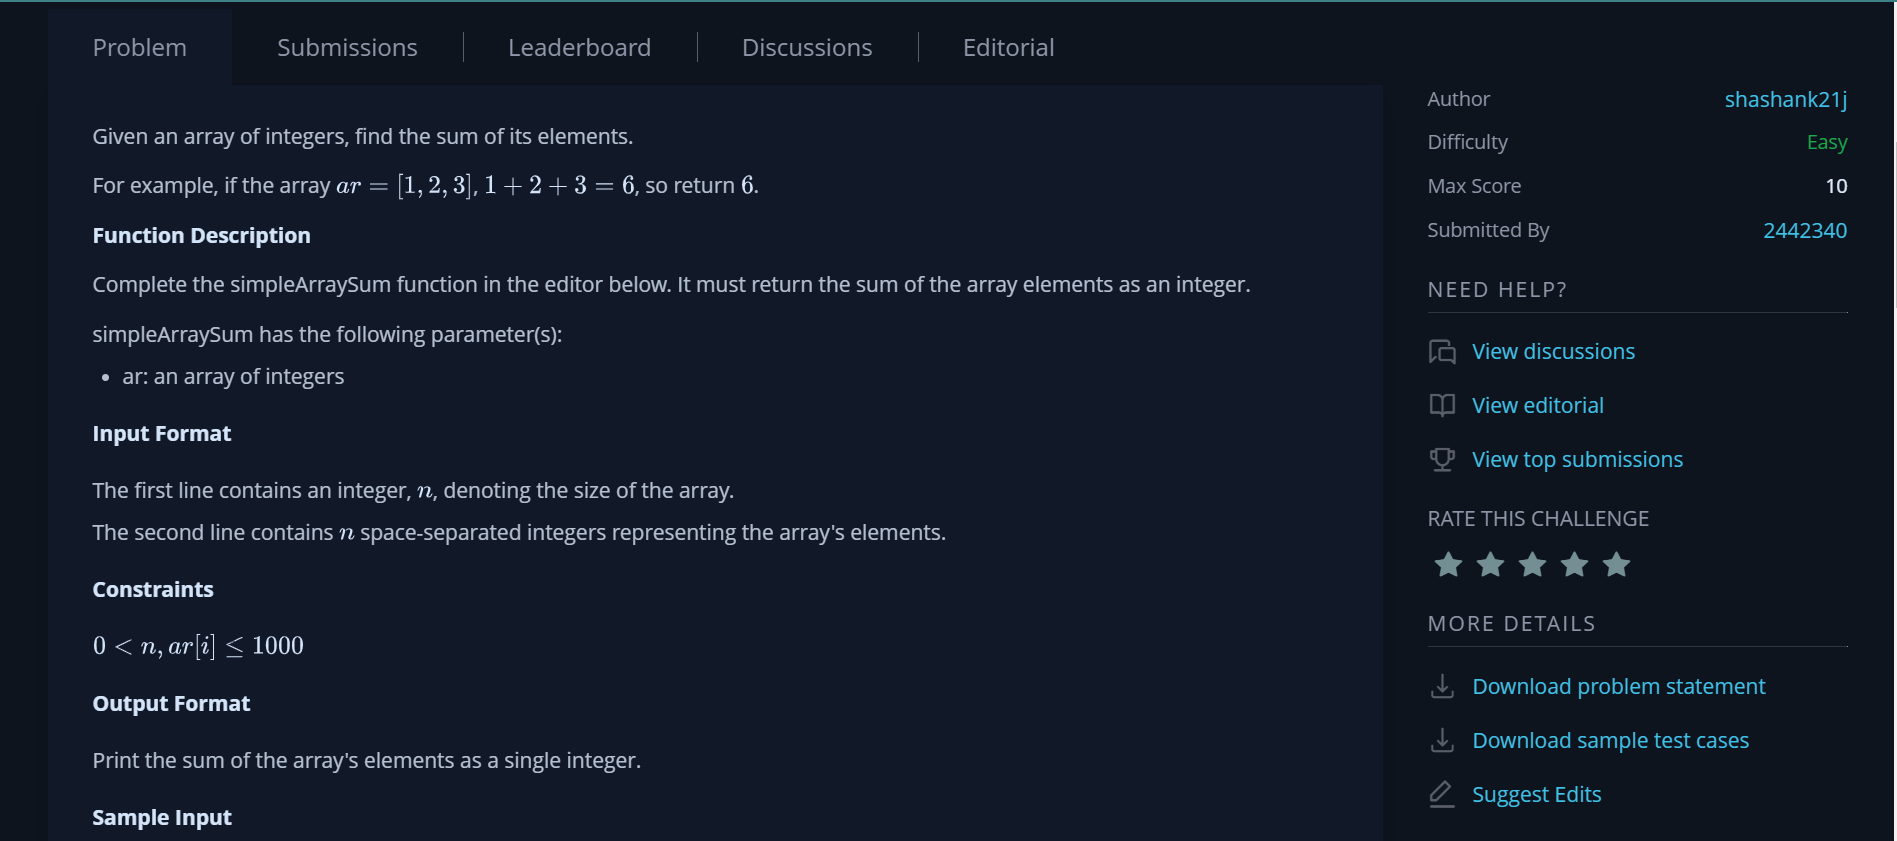 Problem
Submissions
Leaderboard
Discussions
Editorial
Given an array of integers, find the sum of its elements.
For example, if the array ar = [1, 2, 3], 1 + 2 + 3 = 6, so return 6.
Function Description
Complete the simpleArraySum function in the editor below. It must return the sum of the array elements as an integer.
simpleArraySum has the following parameter(s):
• ar: an array of integers
Input Format
The first line contains an integer, n, denoting the size of the array.
The second line contains n space-separated integers representing the array's elements.
Constraints
0 < n, ar[i] ≤ 1000
Output Format
Print the sum of the array's elements as a single integer.
Sample Input
Author shashank21j
Difficulty Easy
Max Score 10
Submitted By 2442340
NEED HELP?
View discussions
View editorial
View top submissions
RATE THIS CHALLENGE
MORE DETAILS
Download problem statement
Download sample test cases
Suggest Edits